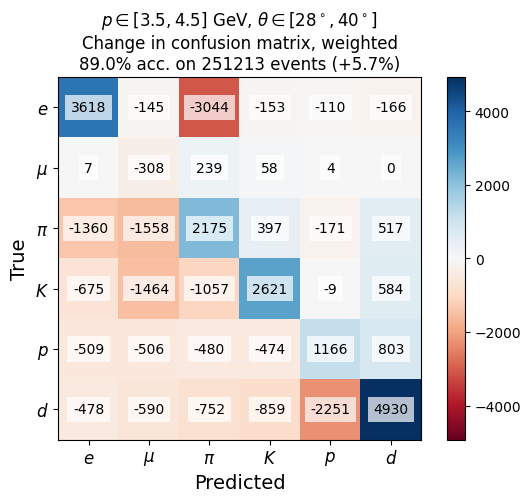 p ∈ [3.5, 4.5] GeV, θ ∈ [28°, 40°]
Change in confusion matrix, weighted
89.0% acc. on 251213 events (+5.7%)
True
e 3618 -145 -3044 -153 -110 -166
μ 7 -308 239 58 4 0
π -1360 -1558 2175 397 -171 517
K -675 -1464 -1057 2621 -9 584
p -509 -506 -480 -474 1166 803
d -478 -590 -752 -859 -2251 4930
e μ π K p d
Predicted
4000
2000
0
−2000
−4000